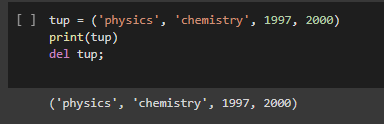 [ ] tup = ('physics', 'chemistry', 1997, 2000)
print(tup)
del tup;
('physics', 'chemistry', 1997, 2000)